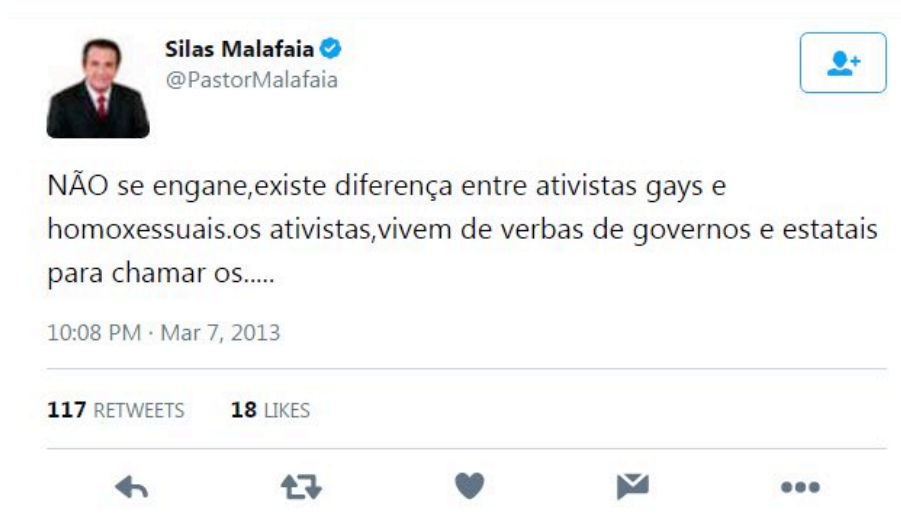 Silas Malafaia
@PastorMalafaia
NÃO se engane,existe diferença entre ativistas gays e
homoxessuais.os ativistas,vivem de verbas de governos e estatais
para chamar os.....
10:08 PM · Mar 7, 2013
117 RETWEETS 18 LIKES